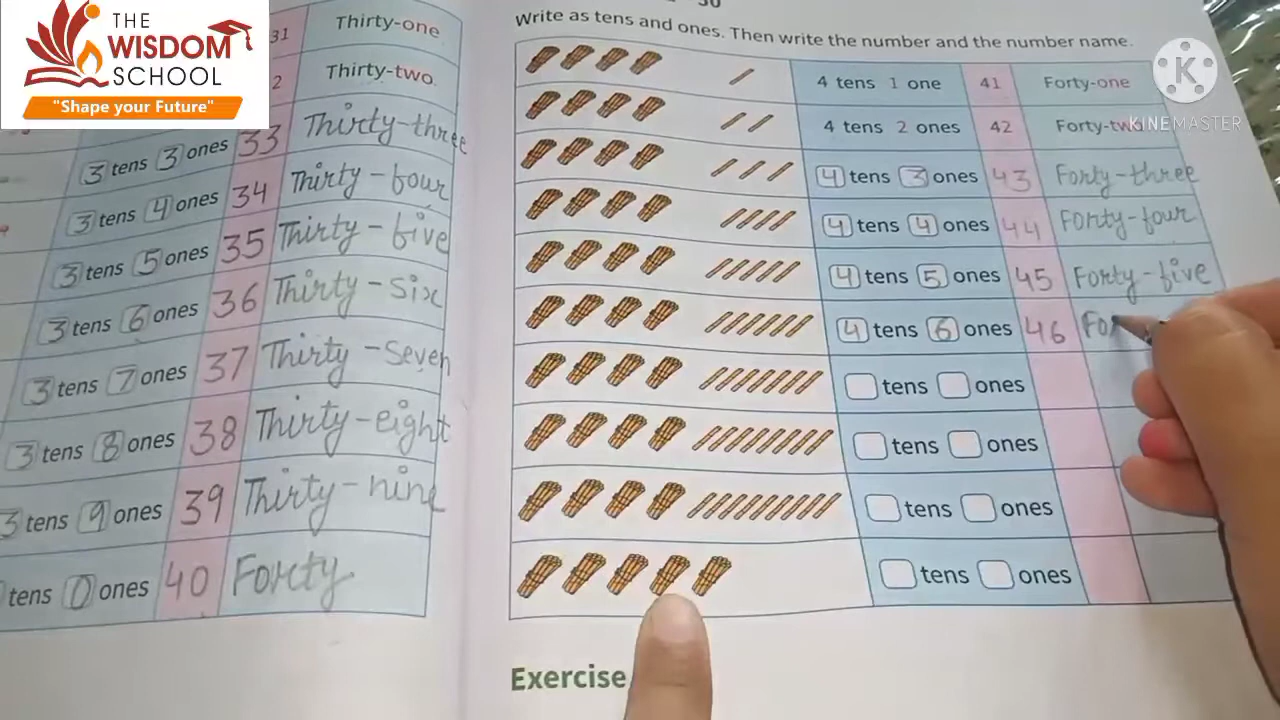 THE
WISDOM
SCHOOL
"Shape your Future"
31 Thirty-one
2 Thirty-two
3 tens 3 ones 33 Thirty-three
3 tens 4 ones 34 Thirty-four
3 tens 5 ones 35 Thirty-five
3 tens 6 ones 36 Thirty-six
3 tens 7 ones 37 Thirty-seven
3 tens 8 ones 38 Thirty-eight
3 tens 9 ones 39 Thirty-nine
tens 0 ones 40 Forty
Write as tens and ones. Then write the number and the number name.
4 tens 1 one 41 Forty-one
4 tens 2 ones 42 Forty-two
4 tens 3 ones 43 Forty-three
4 tens 4 ones 44 Forty-four
4 tens 5 ones 45 Forty-five
4 tens 6 ones 46 For
tens ones
tens ones
tens ones
tens ones
Exercise
K
KINEMASTER